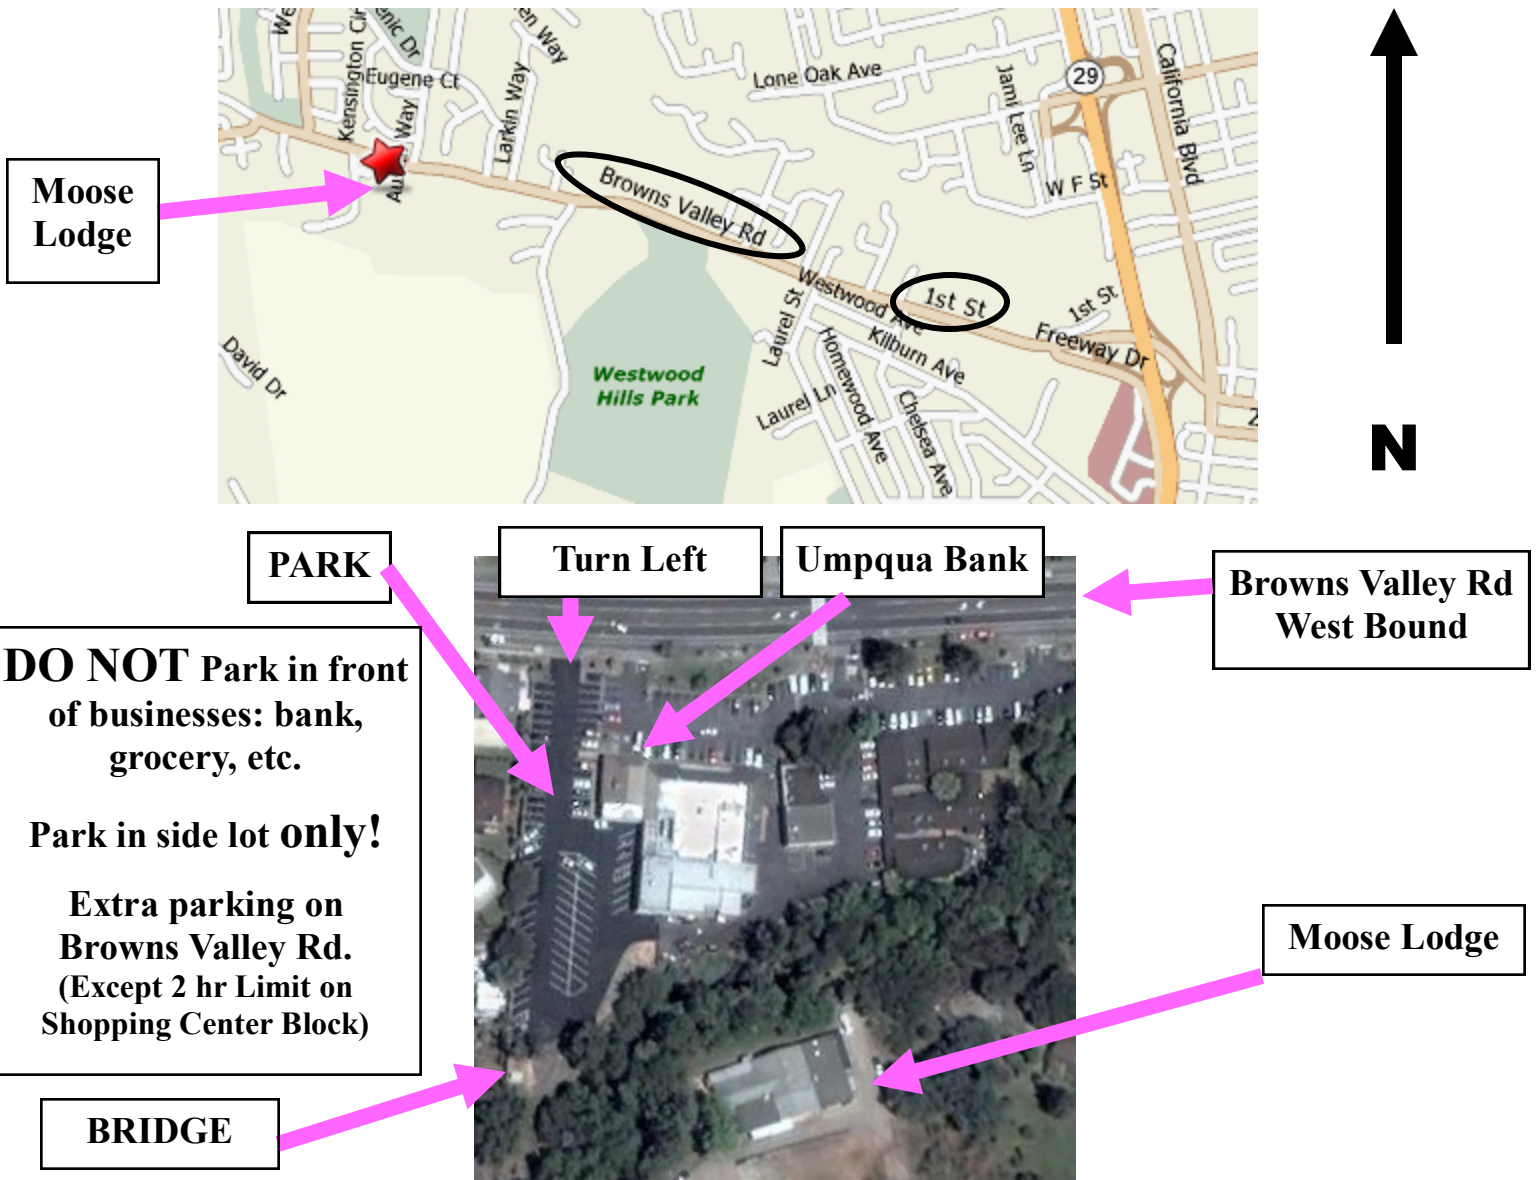 Kensington Cir
Eugene Ct
Larkin Way
Lone Oak Ave
Jami Lee Ln
29
California Blvd
W F St
Moose
Lodge
Browns Valley Rd
Westwood Ave
1st St
1st St
Freeway Dr
Laurel St
Kilburn Ave
Homewood Ave
Laurel Ln
Chelsea Ave
David Dr
Westwood
Hills Park
N
PARK
Turn Left
Umpqua Bank
Browns Valley Rd
West Bound
DO NOT Park in front
of businesses: bank,
grocery, etc.
Park in side lot only!
Extra parking on
Browns Valley Rd.
(Except 2 hr Limit on
Shopping Center Block)
Moose Lodge
BRIDGE